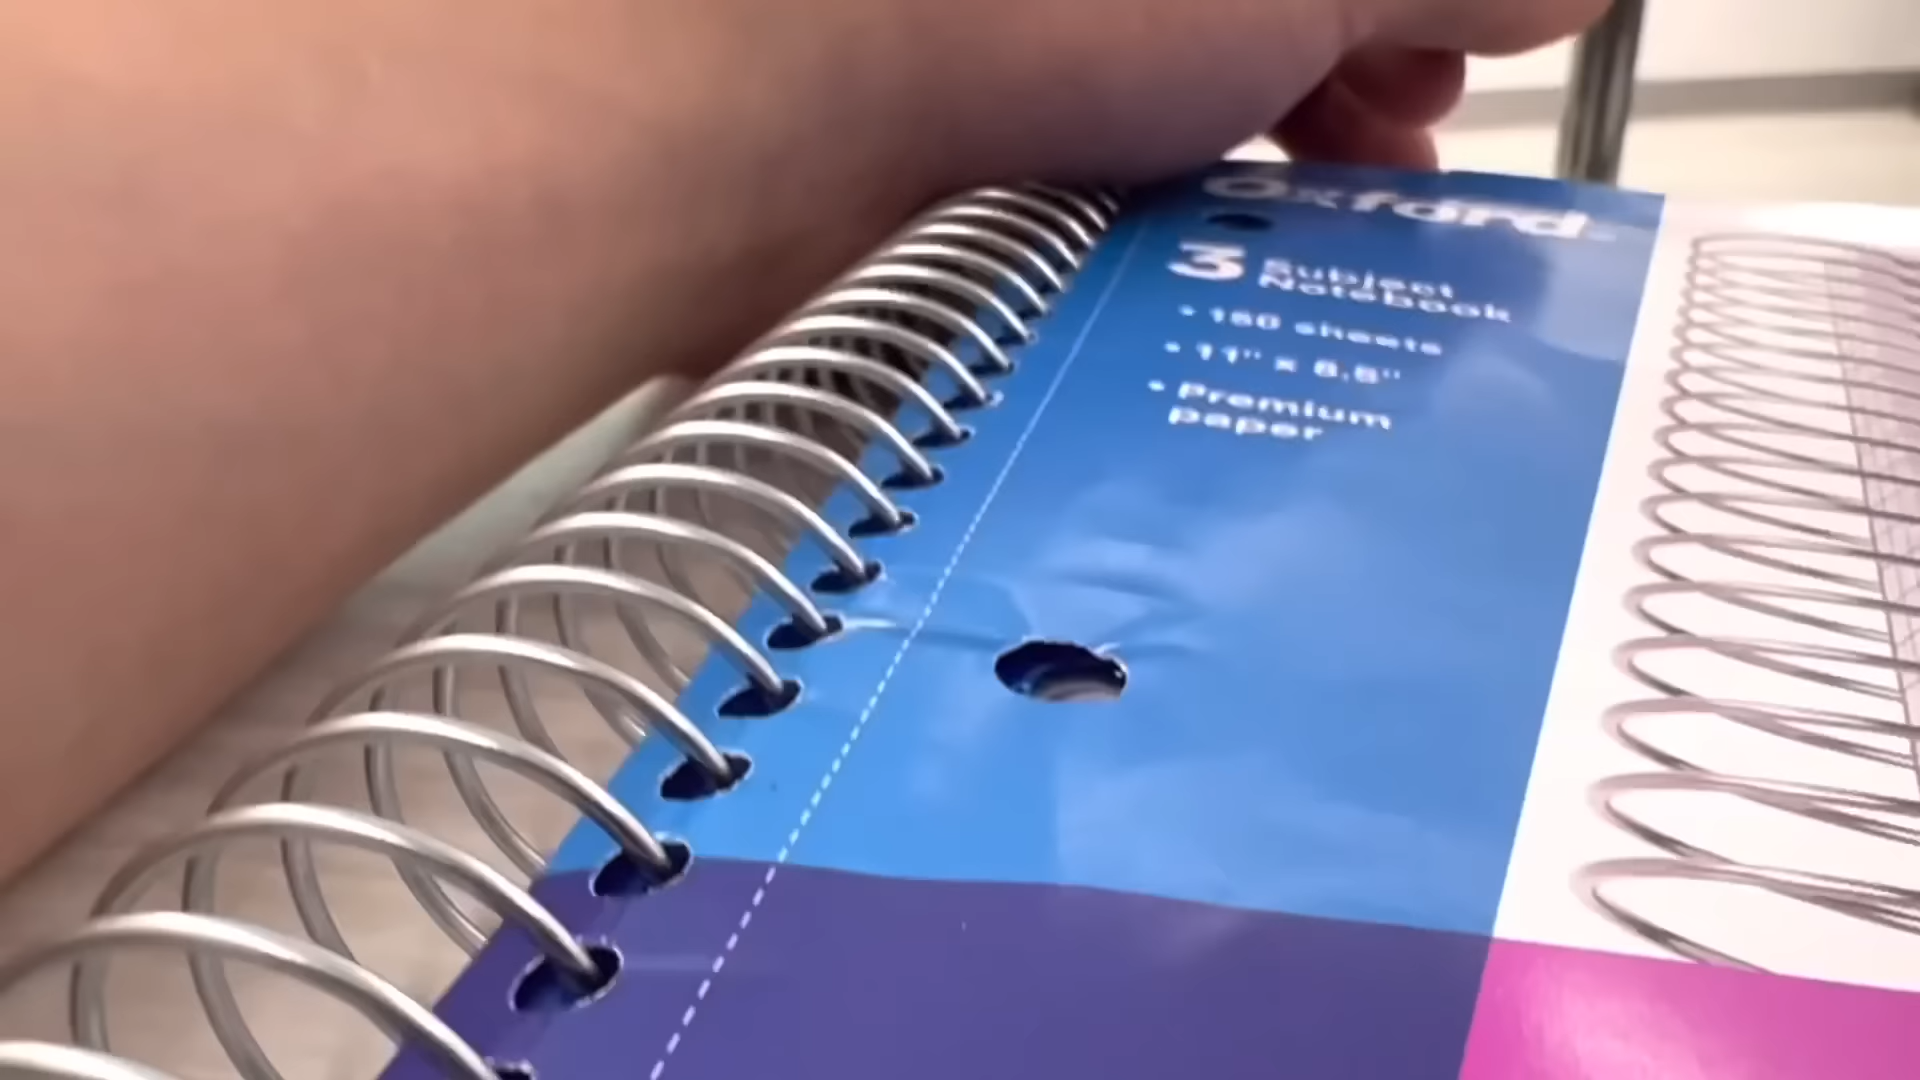 Oxford
3 Subject
Notebook
• 150 sheets
• 11" x 8.5"
• Premium
paper